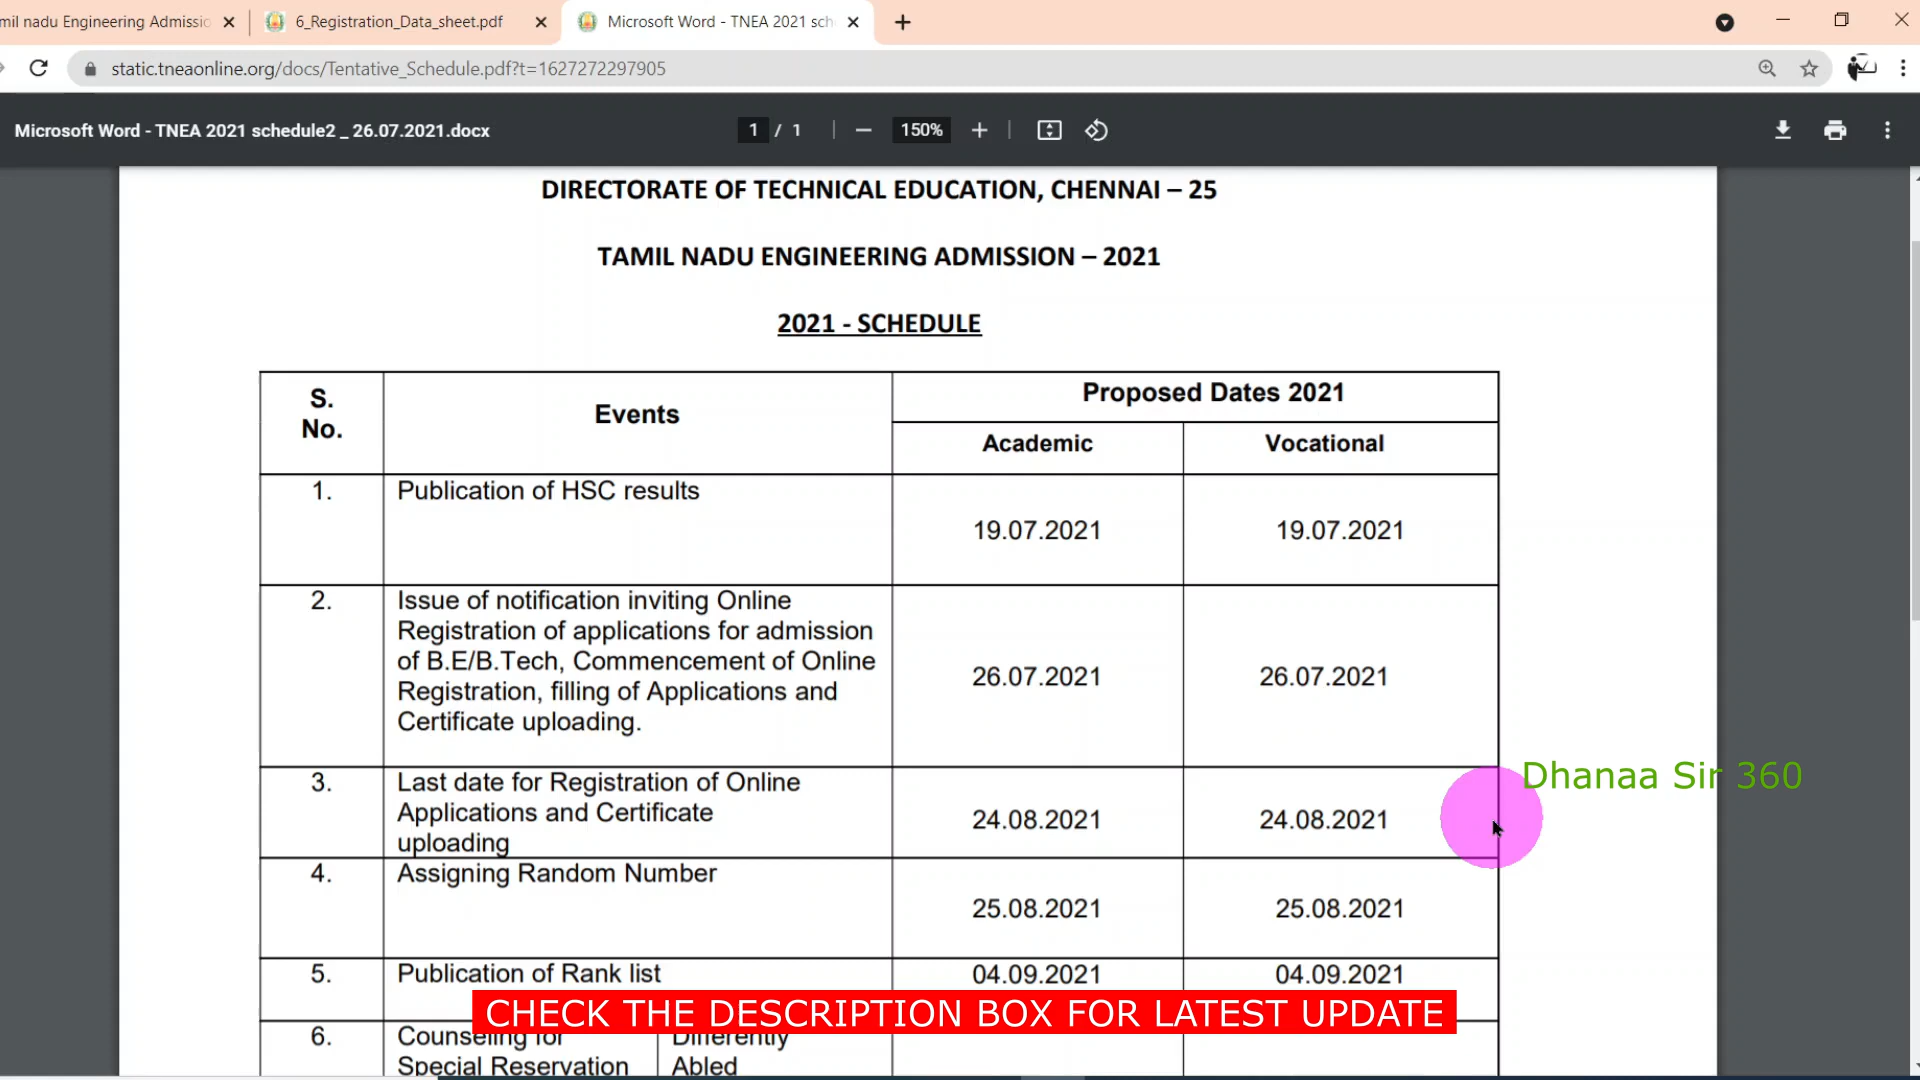 mil nadu Engineering Admissio
6_Registration_Data_sheet.pdf
Microsoft Word - TNEA 2021 sch
static.tneaonline.org/docs/Tentative_Schedule.pdf?t=1627272297905
Microsoft Word - TNEA 2021 schedule2 _ 26.07.2021.docx
1 / 1
150%
DIRECTORATE OF TECHNICAL EDUCATION, CHENNAI – 25
TAMIL NADU ENGINEERING ADMISSION – 2021
2021 - SCHEDULE
S. No.
Events
Proposed Dates 2021
Academic
Vocational
1.
Publication of HSC results
19.07.2021
19.07.2021
2.
Issue of notification inviting Online
Registration of applications for admission
of B.E/B.Tech, Commencement of Online
Registration, filling of Applications and
Certificate uploading.
26.07.2021
26.07.2021
3.
Last date for Registration of Online
Applications and Certificate
uploading
24.08.2021
24.08.2021
Dhanaa Sir 360
4.
Assigning Random Number
25.08.2021
25.08.2021
5.
Publication of Rank list
04.09.2021
04.09.2021
CHECK THE DESCRIPTION BOX FOR LATEST UPDATE
6.
Counseling for
Special Reservation
Differently
Abled